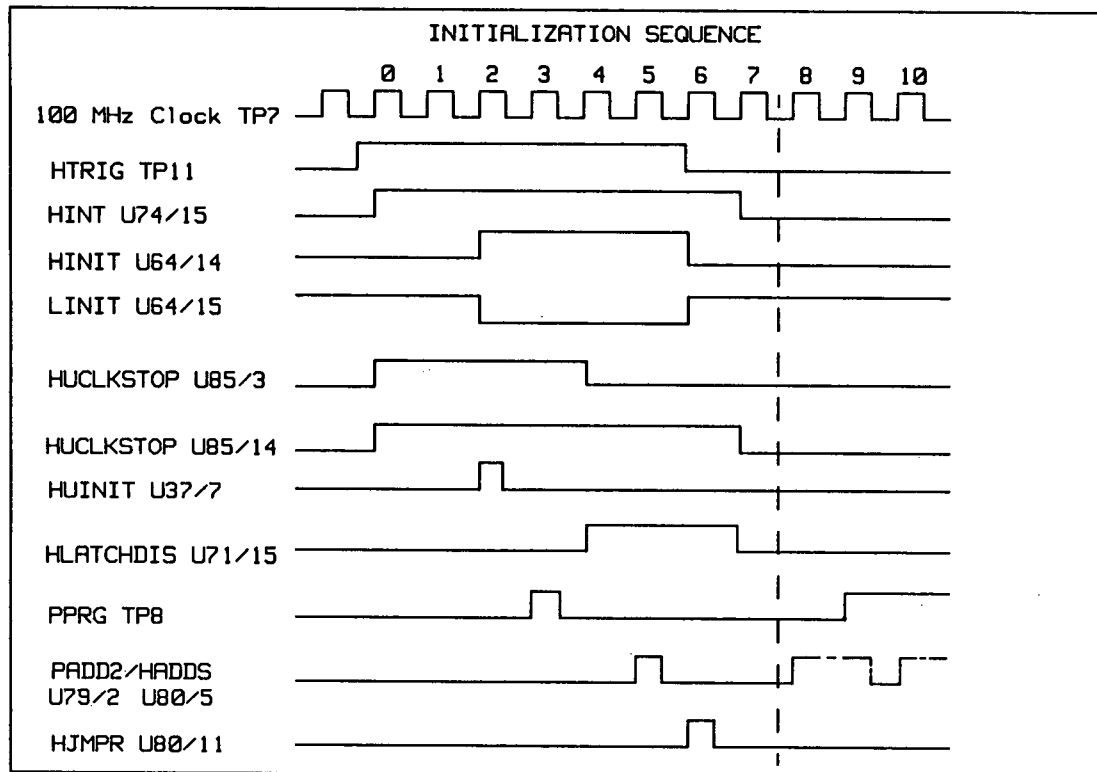 INITIALIZATION SEQUENCE
0 1 2 3 4 5 6 7 8 9 10
100 MHz Clock TP7
HTRIG TP11
HINT U74/15
HINIT U64/14
LINIT U64/15
HUCLKSTOP U85/3
HUCLKSTOP U85/14
HUINIT U37/7
HLATCHDIS U71/15
PPRG TP8
PADD2/HADDS
U79/2 U80/5
HJMPR U80/11